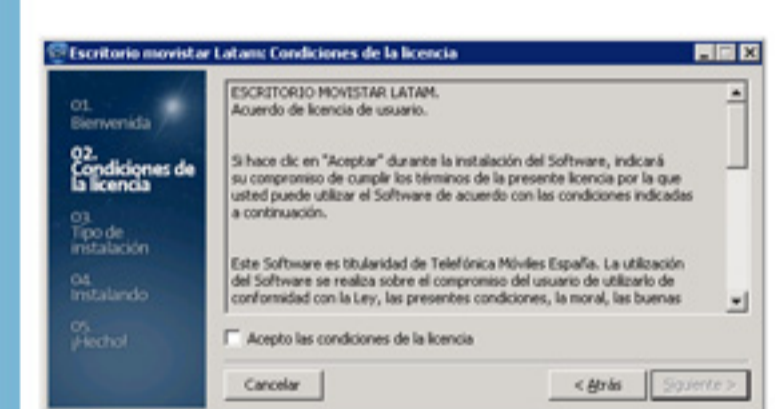 Escritorio movistar Latam: Condiciones de la licencia
01.
Bienvenida
02.
Condiciones de
la licencia
03.
Tipo de
instalación
04.
Instalando
05.
¡Hecho!
ESCRITORIO MOVISTAR LATAM.
Acuerdo de licencia de usuario.
Si hace clic en "Aceptar" durante la instalación del Software, indicará
su compromiso de cumplir los términos de la presente licencia por la que
usted puede utilizar el Software de acuerdo con las condiciones indicadas
a continuación.
Este Software es titularidad de Telefónica Móviles España. La utilización
del Software se realiza sobre el compromiso del usuario de utilizarlo de
conformidad con la Ley, las presentes condiciones, la moral, las buenas
Acepto las condiciones de la licencia
Cancelar
< Atrás
Siguiente >